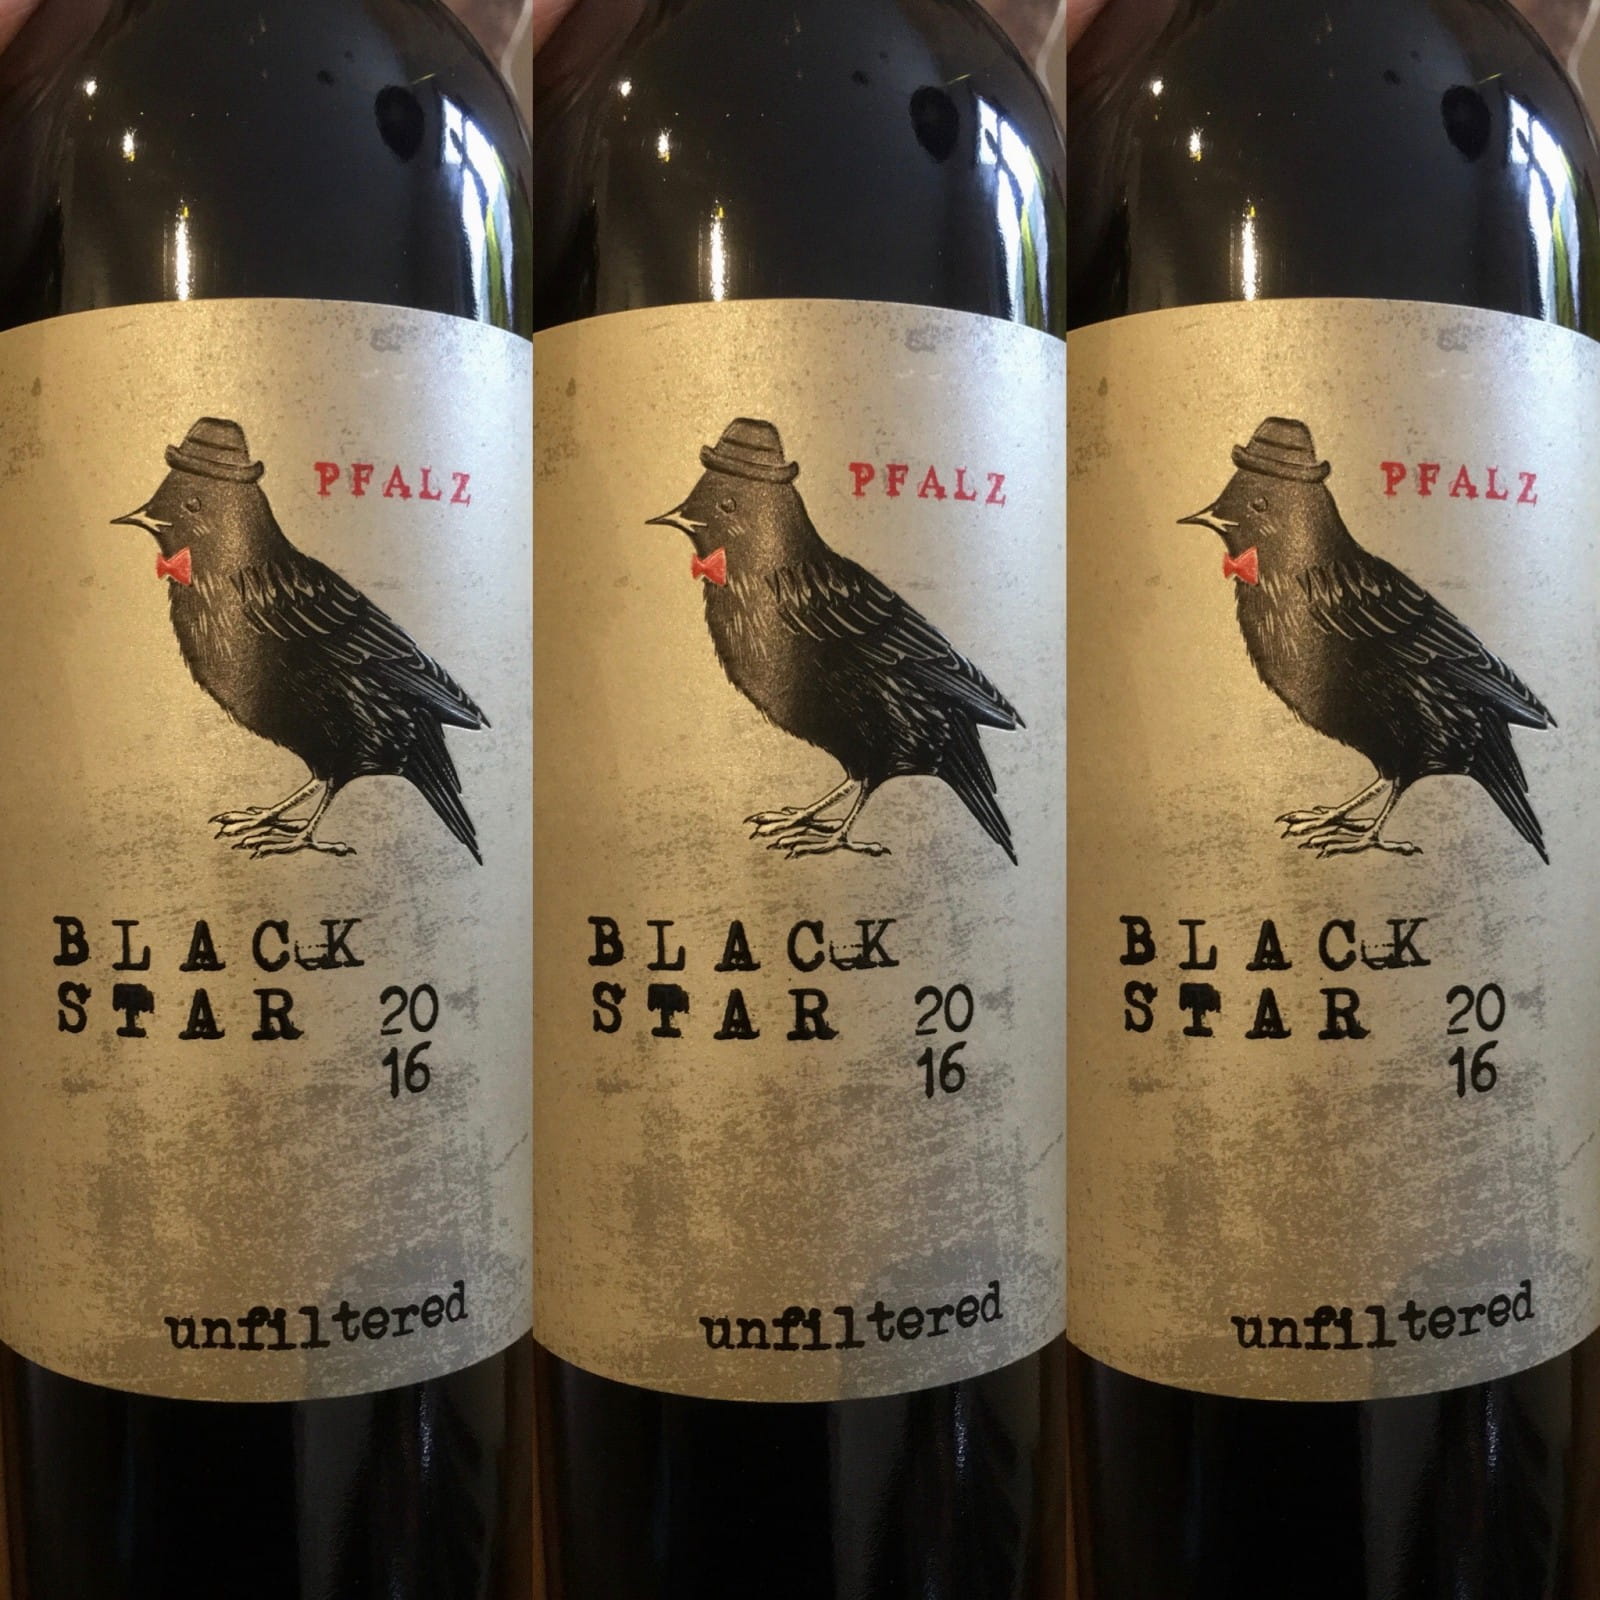 PFALZ
BLACK
STAR 20
16
unfiltered
PFALZ
BLACK
STAR 20
16
unfiltered
PFALZ
BLACK
STAR 20
16
unfiltered